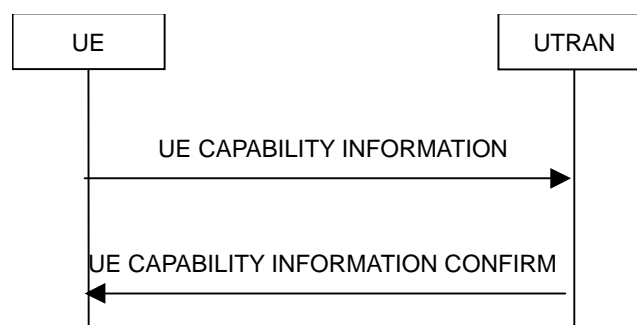 UE
UTRAN
UE CAPABILITY INFORMATION
UE CAPABILITY INFORMATION CONFIRM